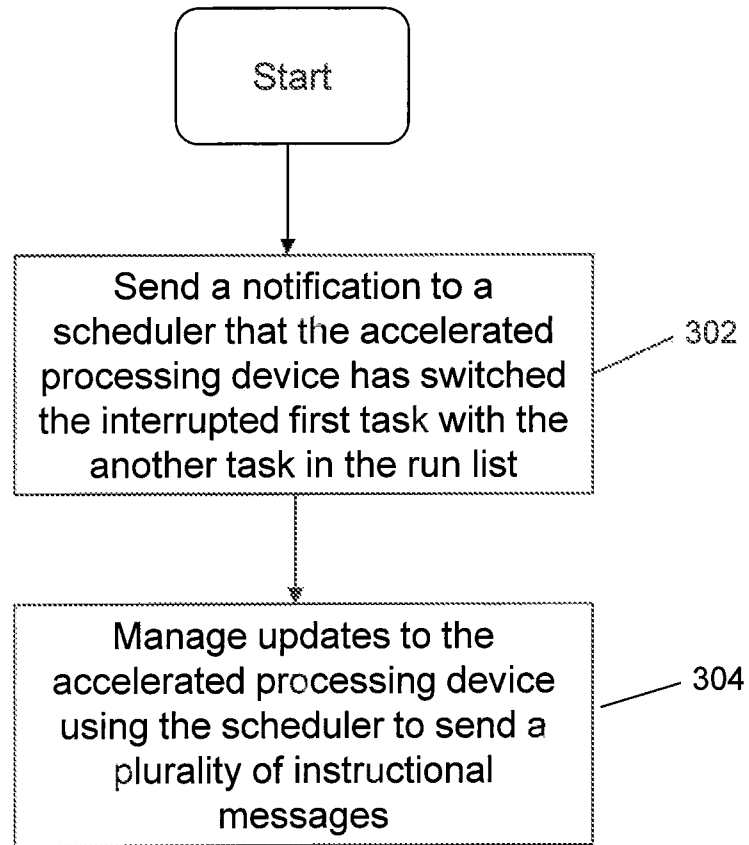 Start
Send a notification to a
scheduler that the accelerated
processing device has switched
the interrupted first task with the
another task in the run list
302
Manage updates to the
accelerated processing device
using the scheduler to send a
plurality of instructional
messages
304